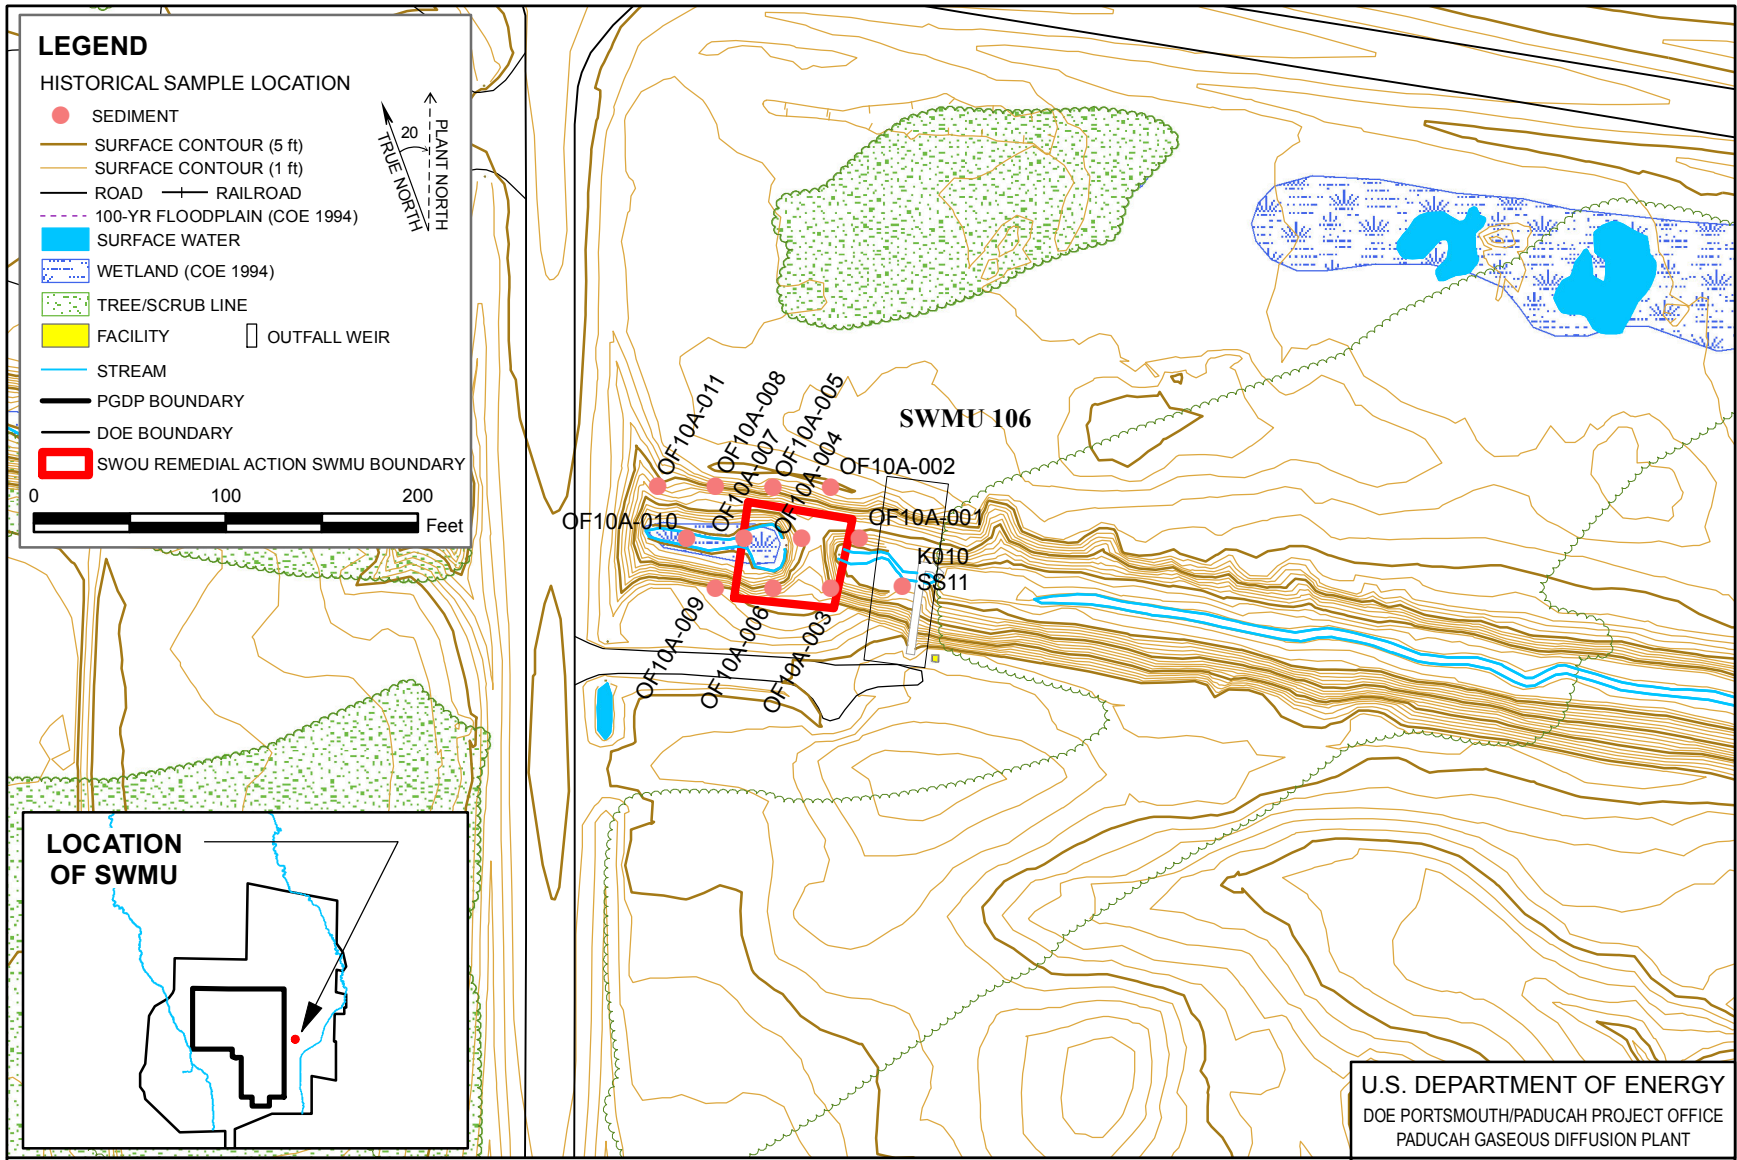 LEGEND
HISTORICAL SAMPLE LOCATION
SEDIMENT
SURFACE CONTOUR (5 ft)
SURFACE CONTOUR (1 ft)
ROAD
RAILROAD
100-YR FLOODPLAIN (COE 1994)
SURFACE WATER
WETLAND (COE 1994)
TREE/SCRUB LINE
FACILITY
OUTFALL WEIR
STREAM
PGDP BOUNDARY
DOE BOUNDARY
SWOU REMEDIAL ACTION SWMU BOUNDARY
0 100 200
Feet
20
TRUE NORTH
PLANT NORTH
SWMU 106
OF10A-011
OF10A-008
OF10A-007
OF10A-005
OF10A-004
OF10A-002
OF10A-010
OF10A-001
K010
SS11
OF10A-009
OF10A-006
OF10A-003
LOCATION
OF SWMU
U.S. DEPARTMENT OF ENERGY
DOE PORTSMOUTH/PADUCAH PROJECT OFFICE
PADUCAH GASEOUS DIFFUSION PLANT